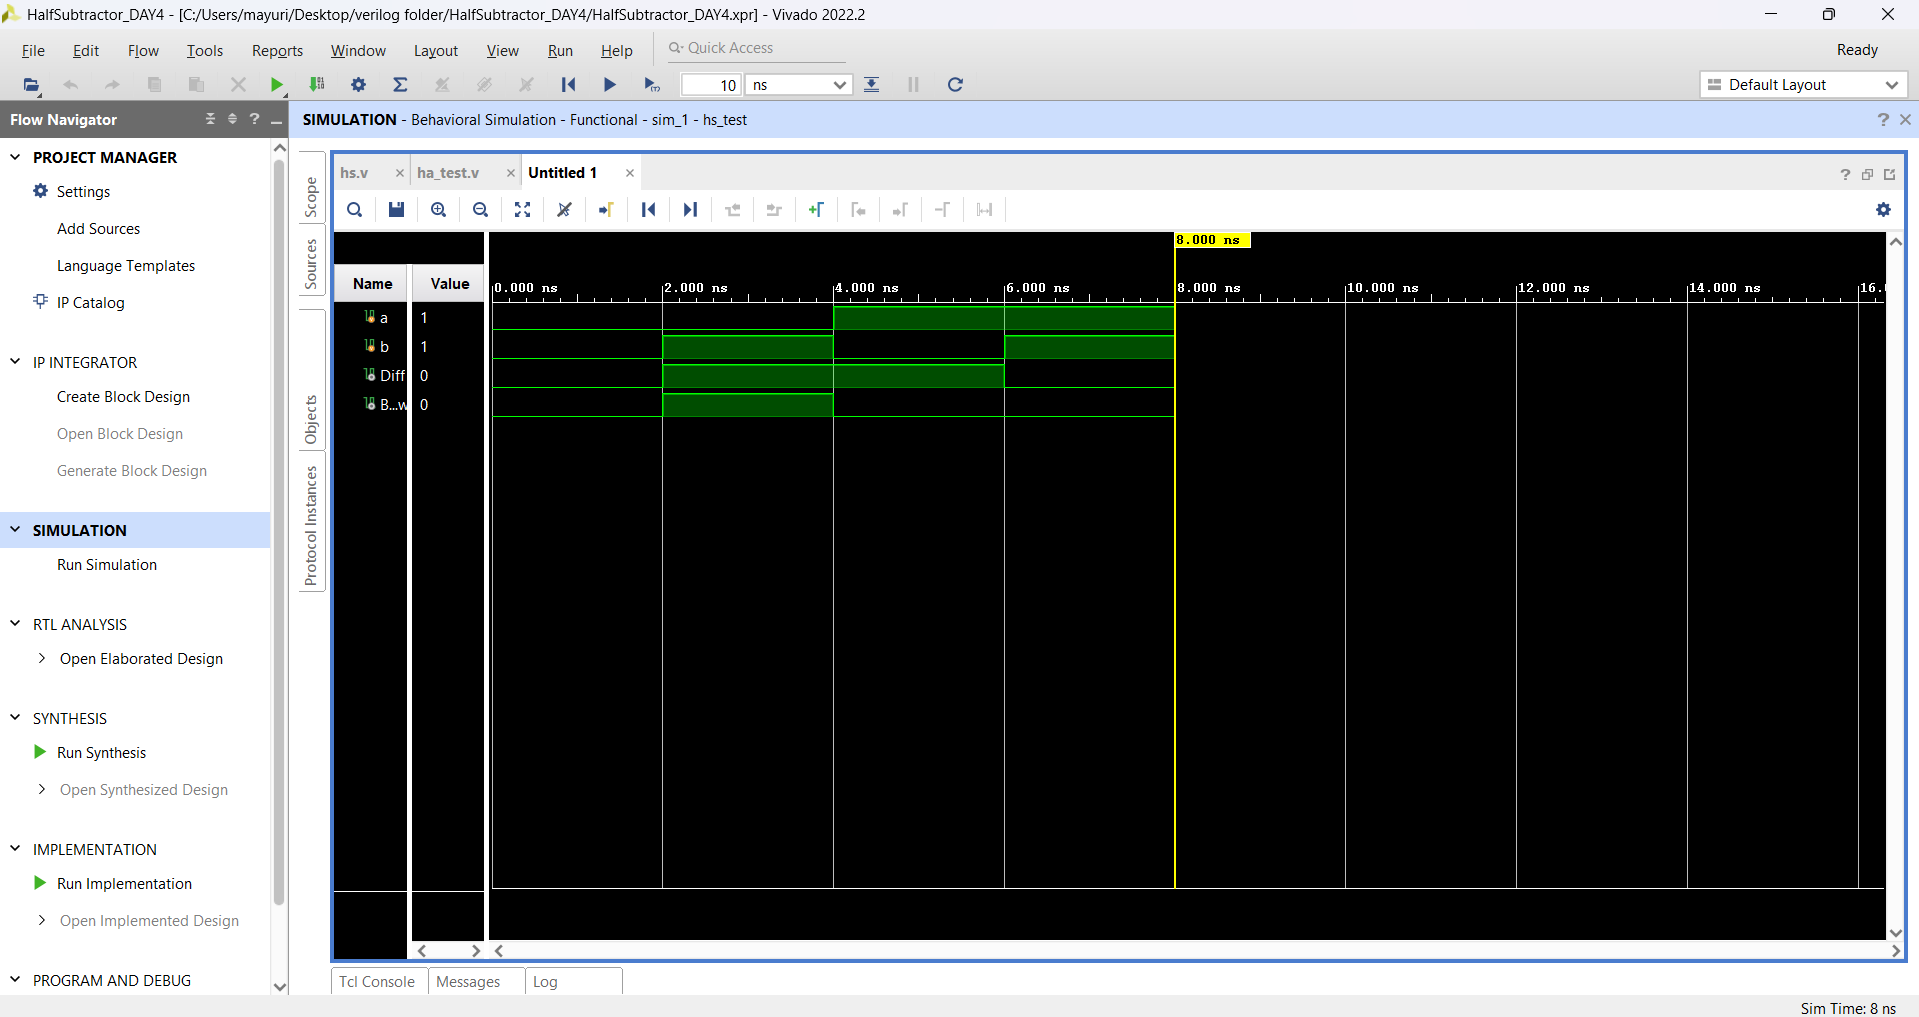 HalfSubtractor_DAY4 - [C:/Users/mayuri/Desktop/verilog folder/HalfSubtractor_DAY4/HalfSubtractor_DAY4.xpr] - Vivado 2022.2
File Edit Flow Tools Reports Window Layout View Run Help Quick Access Ready
10 ns Default Layout
Flow Navigator
SIMULATION - Behavioral Simulation - Functional - sim_1 - hs_test
PROJECT MANAGER
Settings
Add Sources
Language Templates
IP Catalog
IP INTEGRATOR
Create Block Design
Open Block Design
Generate Block Design
SIMULATION
Run Simulation
RTL ANALYSIS
Open Elaborated Design
SYNTHESIS
Run Synthesis
Open Synthesized Design
IMPLEMENTATION
Run Implementation
Open Implemented Design
PROGRAM AND DEBUG
Scope
Sources
Objects
Protocol Instances
hs.v ha_test.v Untitled 1
8.000 ns
Name Value
0.000 ns 2.000 ns 4.000 ns 6.000 ns 8.000 ns 10.000 ns 12.000 ns 14.000 ns 16.
a 1
b 1
Diff 0
B...w 0
Tcl Console Messages Log
Sim Time: 8 ns